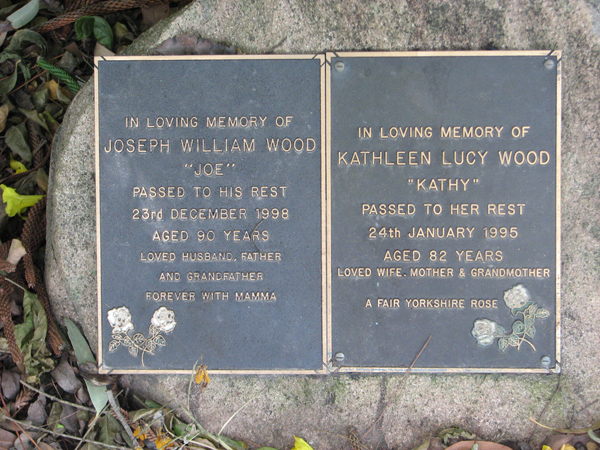 IN LOVING MEMORY OF
JOSEPH WILLIAM WOOD
"JOE"
PASSED TO HIS REST
23rd DECEMBER 1998
AGED 90 YEARS
LOVED HUSBAND, FATHER
AND GRANDFATHER
FOREVER WITH MAMMA
IN LOVING MEMORY OF
KATHLEEN LUCY WOOD
"KATHY"
PASSED TO HER REST
24th JANUARY 1995
AGED 82 YEARS
LOVED WIFE, MOTHER & GRANDMOTHER
A FAIR YORKSHIRE ROSE